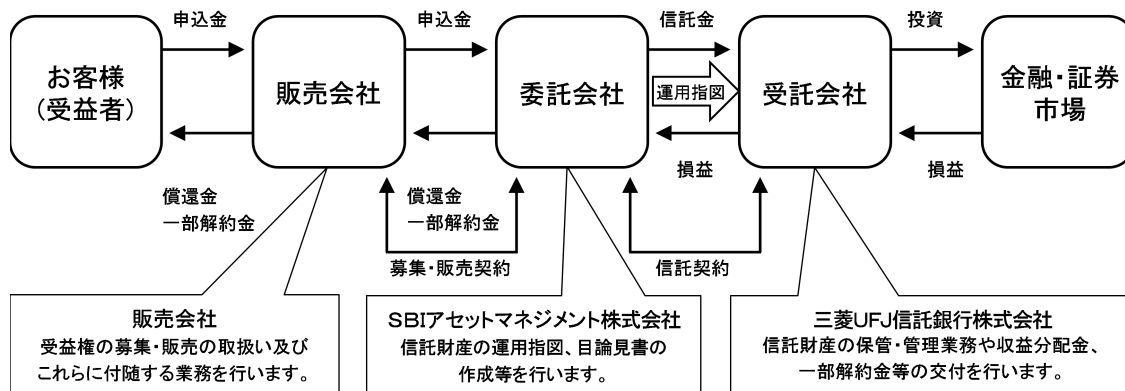 申込金
申込金
信託金
投資
お客様
（受益者）
販売会社
委託会社
運用指図
受託会社
金融・証券
市場
償還金
一部解約金
償還金
一部解約金
損益
損益
募集・販売契約
信託契約
販売会社
受益権の募集・販売の取扱い及び
これらに付随する業務を行います。
SBIアセットマネジメント株式会社
信託財産の運用指図、目論見書の
作成等を行います。
三菱UFJ信託銀行株式会社
信託財産の保管・管理業務や収益分配金、
一部解約金等の交付を行います。